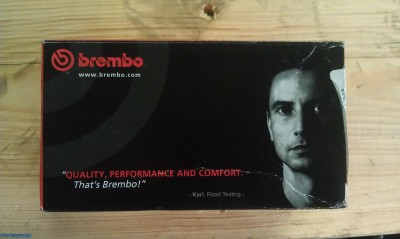 brembo
www.brembo.com
"QUALITY, PERFORMANCE AND COMFORT.
That's Brembo!"
- Karl, Road Testing -